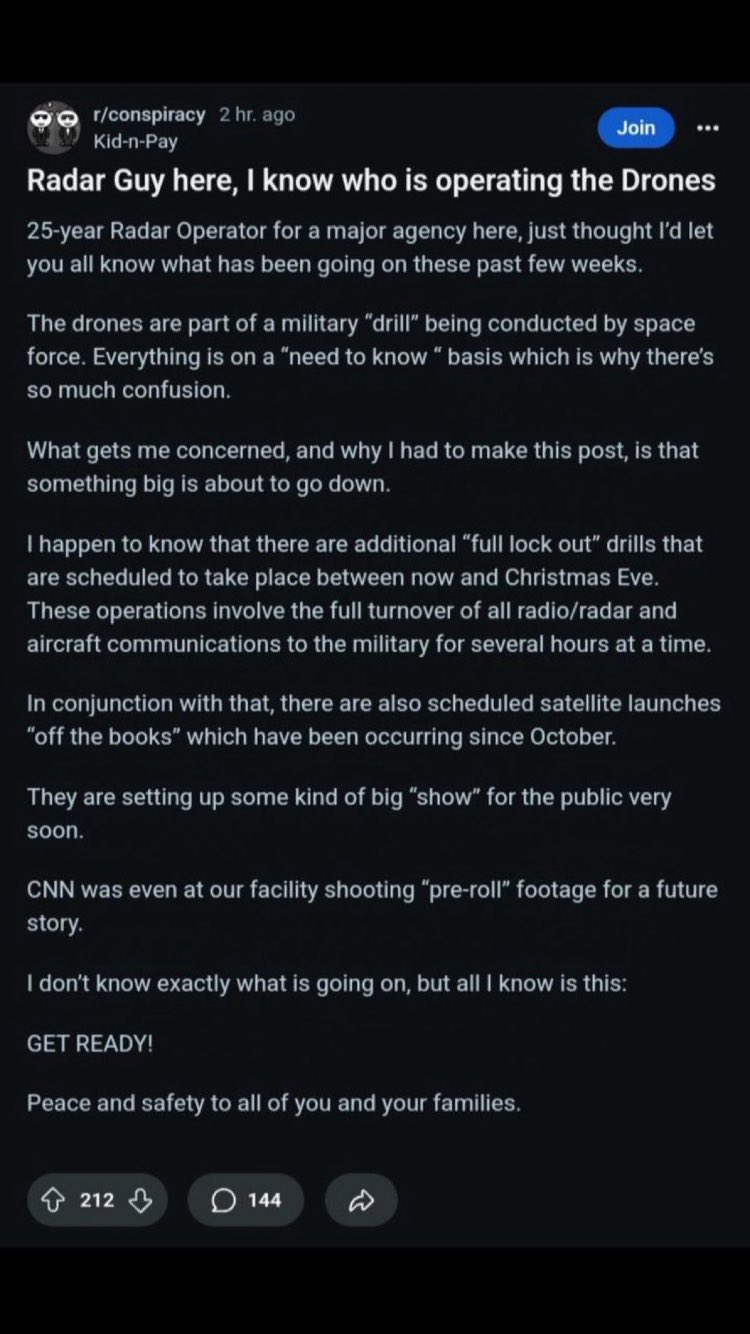 r/conspiracy 2 hr. ago
Kid-n-Pay
Join
Radar Guy here, I know who is operating the Drones
25-year Radar Operator for a major agency here, just thought I'd let
you all know what has been going on these past few weeks.
The drones are part of a military “drill” being conducted by space
force. Everything is on a “need to know “ basis which is why there's
so much confusion.
What gets me concerned, and why I had to make this post, is that
something big is about to go down.
I happen to know that there are additional “full lock out” drills that
are scheduled to take place between now and Christmas Eve.
These operations involve the full turnover of all radio/radar and
aircraft communications to the military for several hours at a time.
In conjunction with that, there are also scheduled satellite launches
“off the books” which have been occurring since October.
They are setting up some kind of big “show” for the public very
soon.
CNN was even at our facility shooting “pre-roll” footage for a future
story.
I don't know exactly what is going on, but all I know is this:
GET READY!
Peace and safety to all of you and your families.
212
144